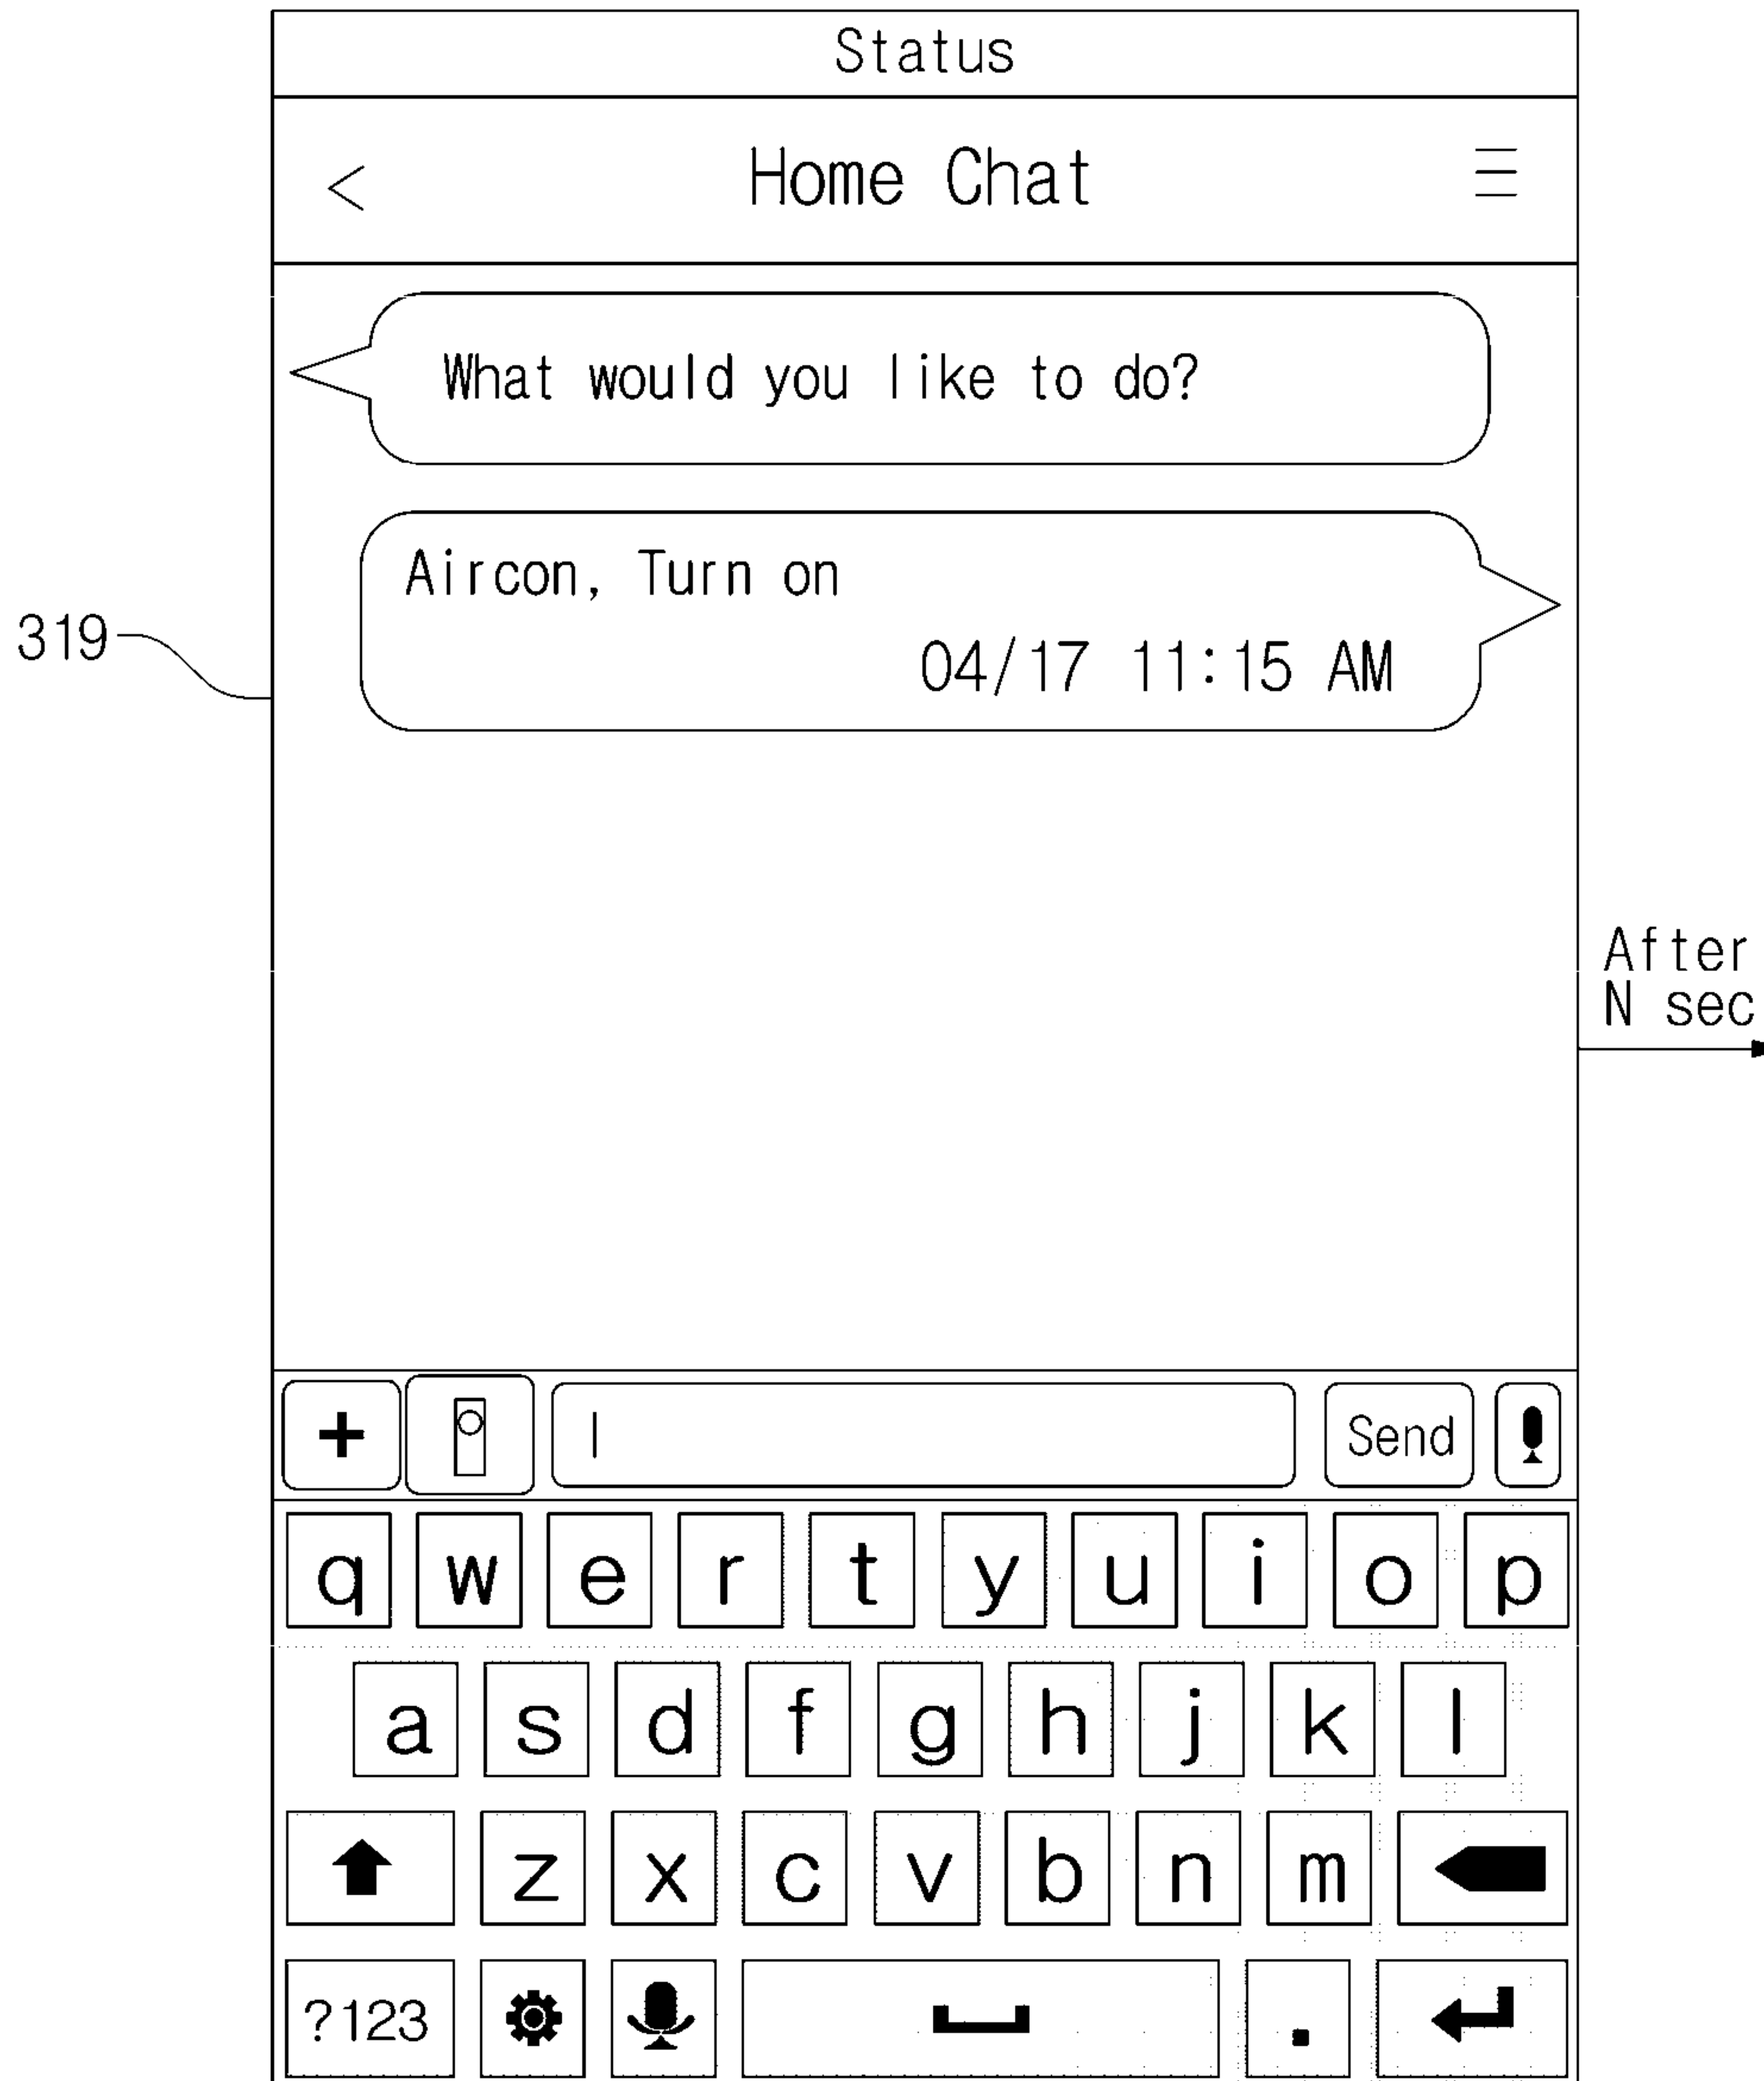 Status
< Home Chat
What would you like to do?
Aircon, Turn on
04/17 11:15 AM
319
After
N sec
+ Send
q w e r t y u i o p
a s d f g h j k l
z x c v b n m
?123 .